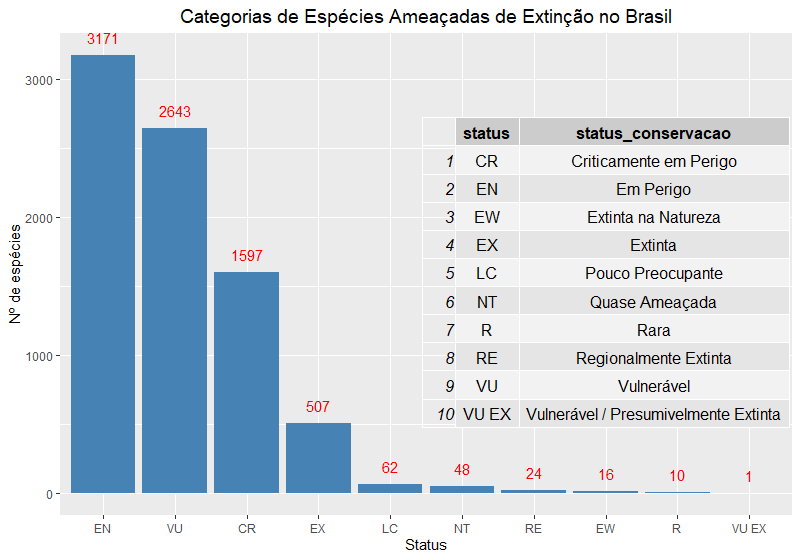 Categorias de Espécies Ameaçadas de Extinção no Brasil
3171
3000
2643
status status_conservacao
1 CR Criticamente em Perigo
2 EN Em Perigo
2000
3 EW Extinta na Natureza
1597
4 EX Extinta
5 LC Pouco Preocupante
6 NT Quase Ameaçada
7 R Rara
1000
8 RE Regionalmente Extinta
9 VU Vulnerável
507
10 VU EX Vulnerável / Presumivelmente Extinta
62 48 24 16 10 1
0
Nº de espécies
EN VU CR EX LC NT RE EW R VU EX
Status